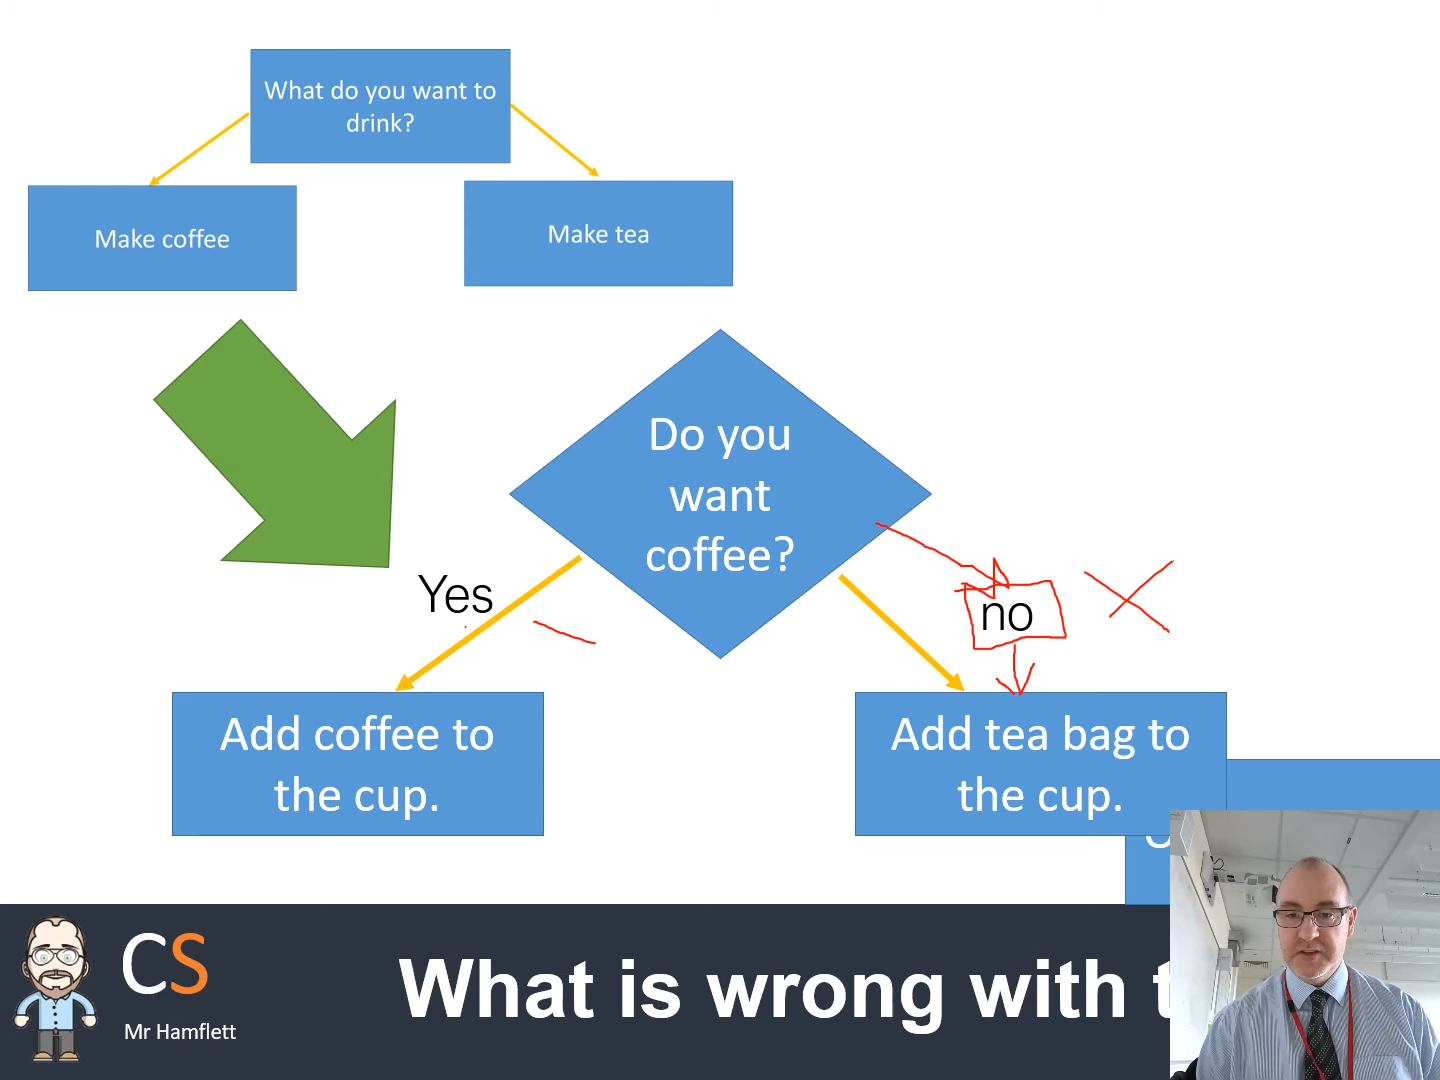 What do you want to
drink?
Make coffee
Make tea
Do you
want
coffee?
Yes
no
Add coffee to
the cup.
Add tea bag to
the cup.
CS
Mr Hamflett
What is wrong with